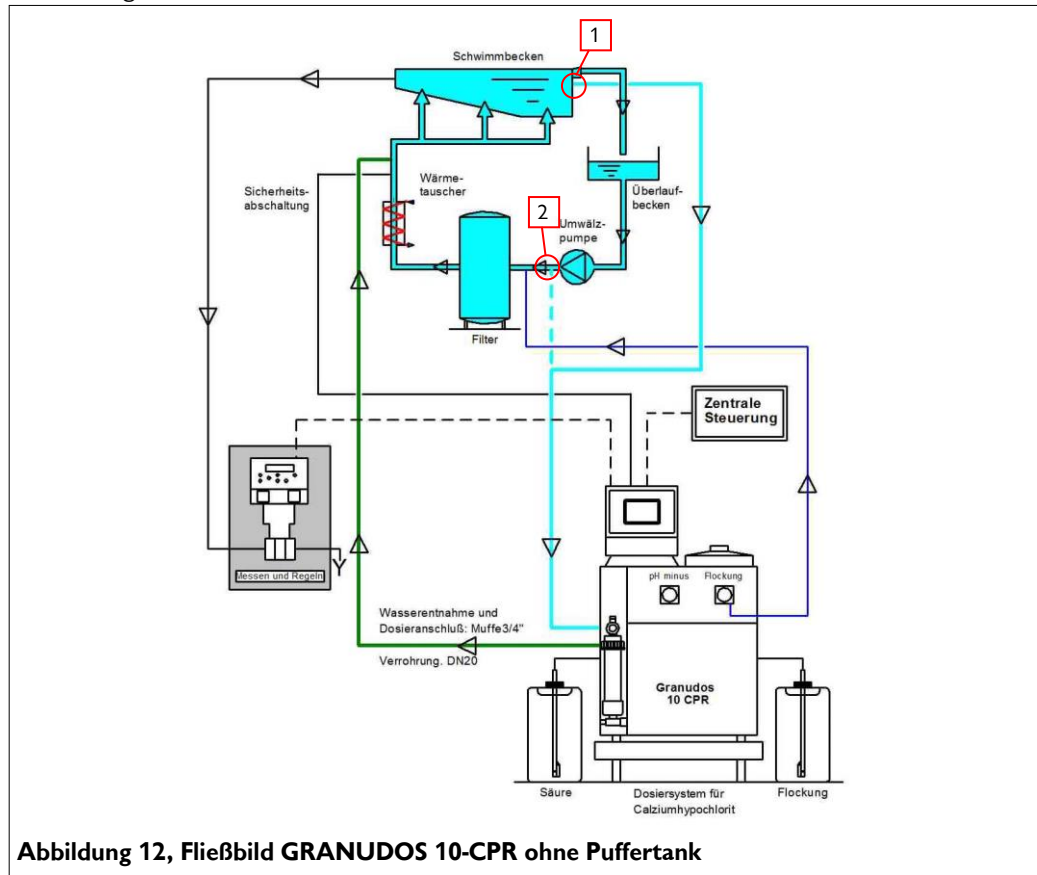 1
Schwimmbecken
Wärme-
tauscher
Sicherheits-
abschaltung
Überlauf-
becken
2
Umwälz-
pumpe
Filter
Zentrale
Steuerung
Messen und Regeln
pH minus
Flockung
Wasserentnahme und
Dosieranschluß: Muffe3/4"
Verrohrung. DN20
Granudos
10 CPR
Säure
Dosiersystem für
Calziumhypochlorit
Flockung
Abbildung 12, Fließbild GRANUDOS 10-CPR ohne Puffertank